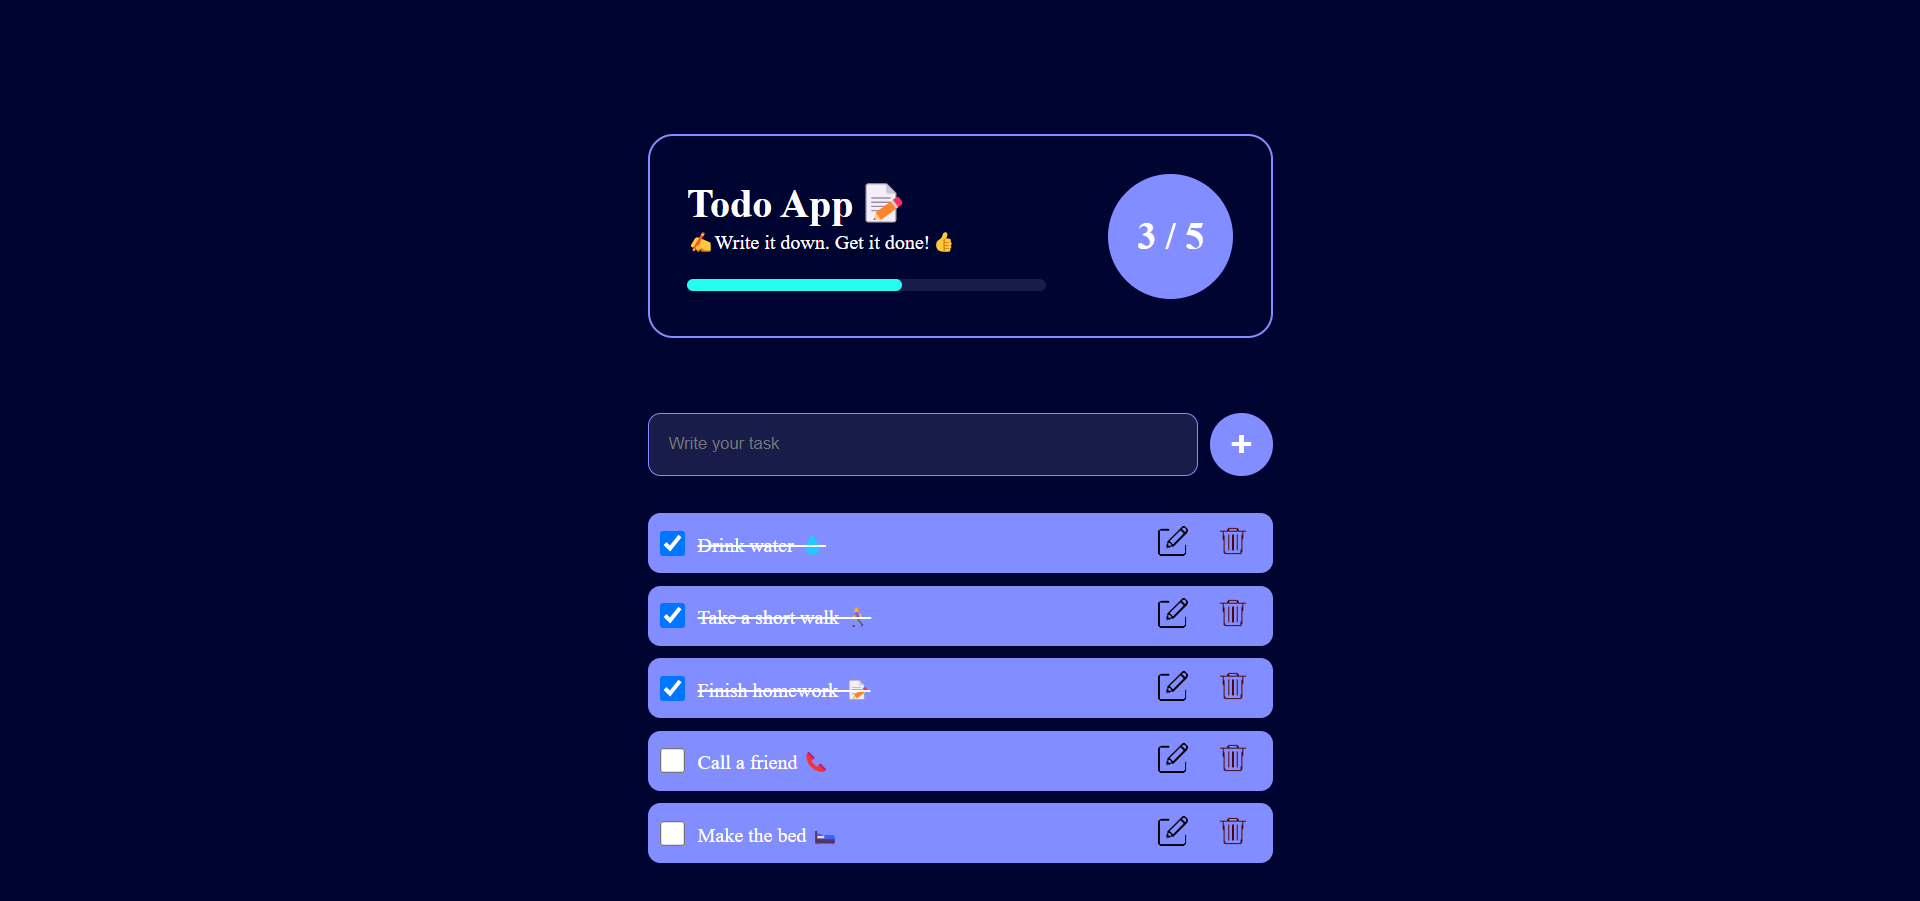 Todo App 📝
✍️Write it down. Get it done!👍
3 / 5
Write your task
+
Drink water 💧
Take a short walk 🚶‍♀️
Finish homework 📝
Call a friend 📞
Make the bed 🛏️